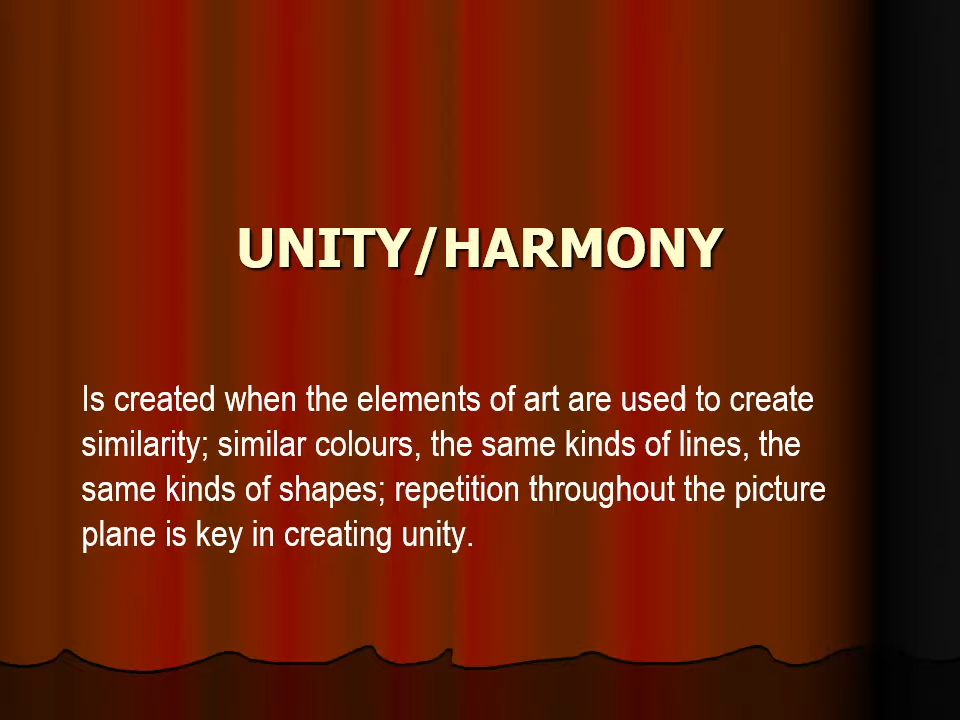 UNITY/HARMONY
Is created when the elements of art are used to create
similarity; similar colours, the same kinds of lines, the
same kinds of shapes; repetition throughout the picture
plane is key in creating unity.